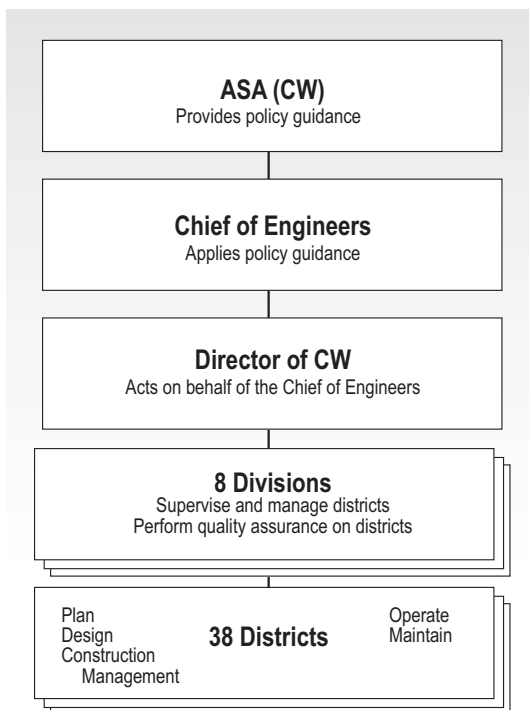 ASA (CW)
Provides policy guidance
Chief of Engineers
Applies policy guidance
Director of CW
Acts on behalf of the Chief of Engineers
8 Divisions
Supervise and manage districts
Perform quality assurance on districts
Plan
Design
Construction
Management
38 Districts
Operate
Maintain